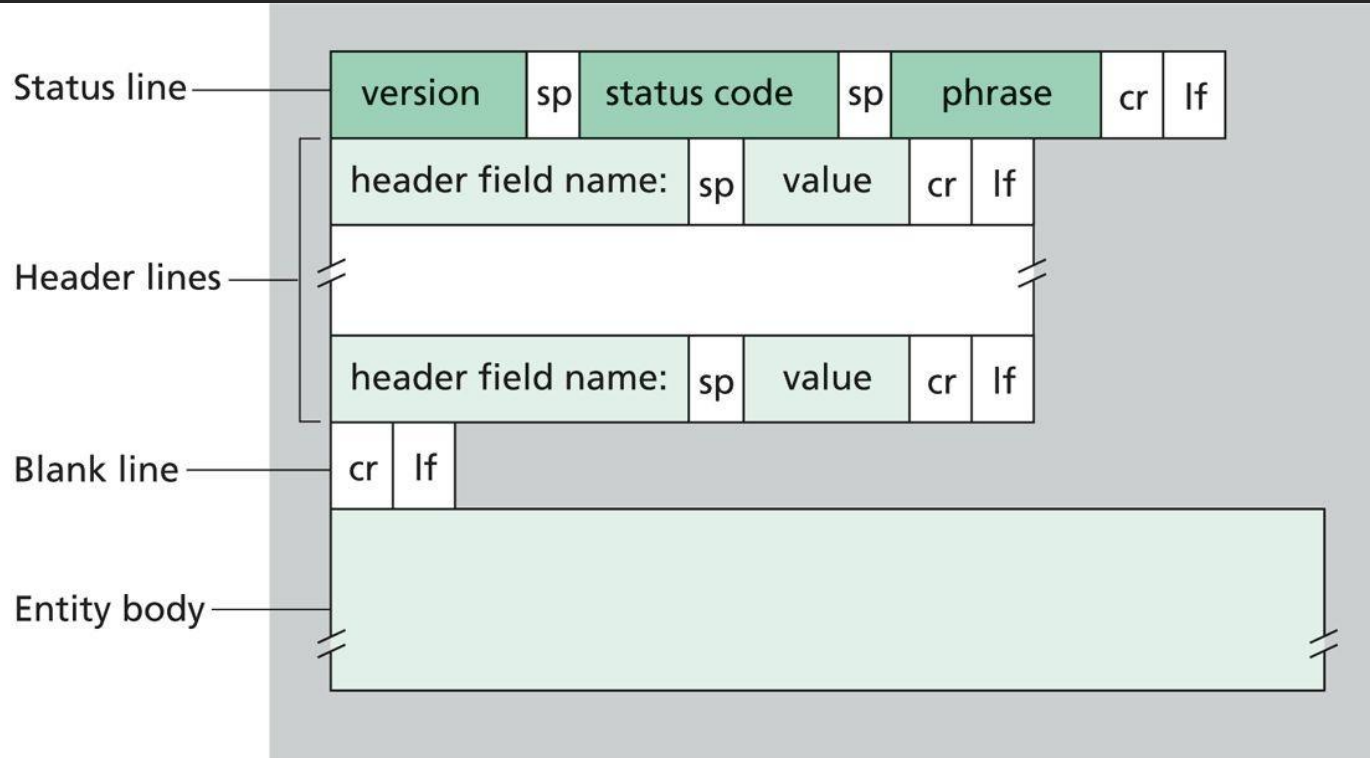 Status line version sp status code sp phrase cr lf
header field name: sp value cr lf
Header lines
header field name: sp value cr lf
Blank line cr lf
Entity body